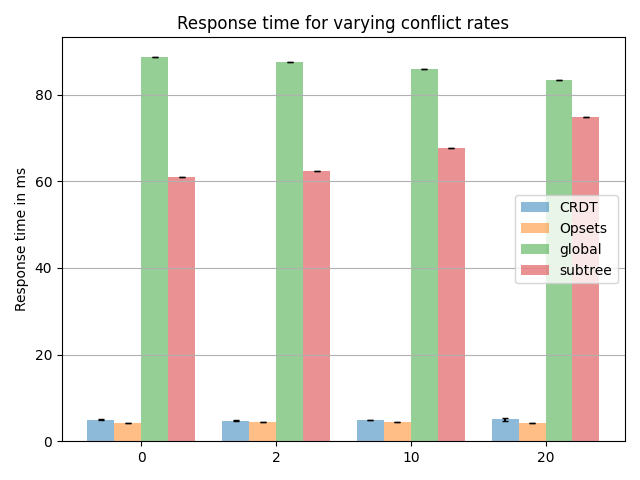 Response time for varying conflict rates
Response time in ms
80
60
40
20
0
0 2 10 20
CRDT
Opsets
global
subtree